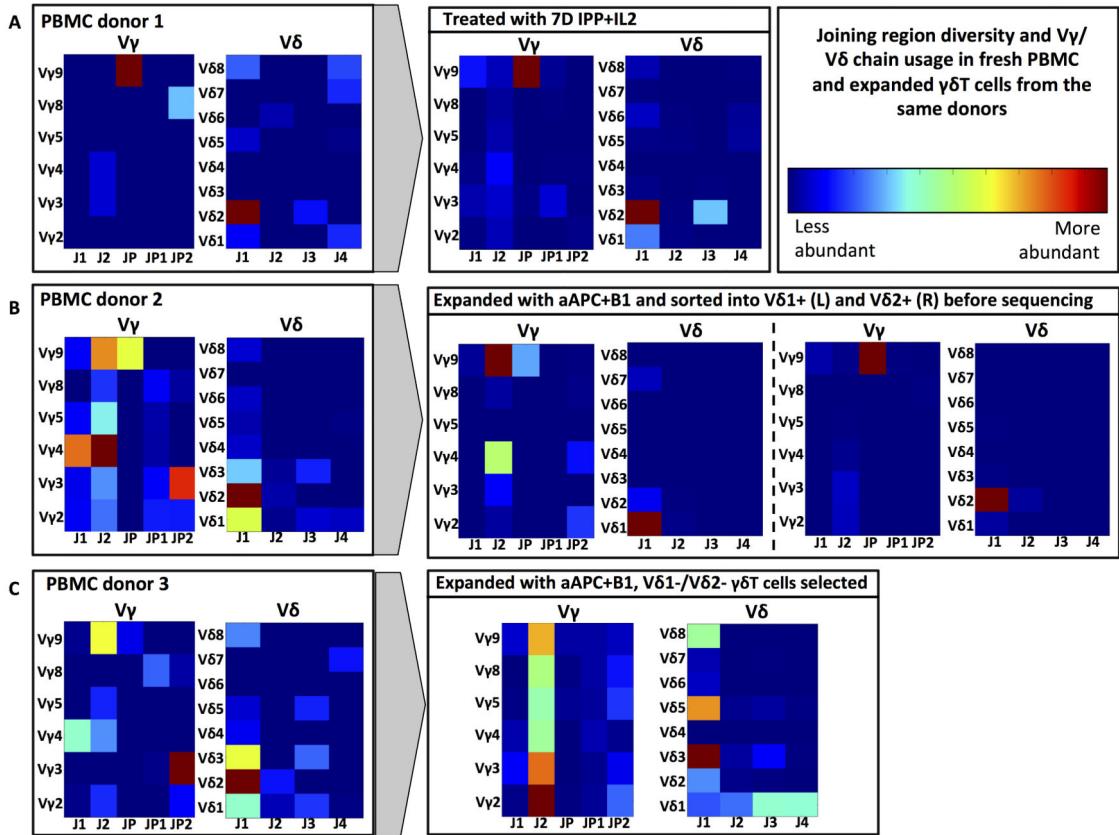 A
PBMC donor 1
Vγ
Vδ
Vγ9
Vγ8
Vγ5
Vγ4
Vγ3
Vγ2
J1 J2 JP JP1 JP2
Vδ8
Vδ7
Vδ6
Vδ5
Vδ4
Vδ3
Vδ2
Vδ1
J1 J2 J3 J4
Treated with 7D IPP+IL2
Vγ
Vδ
Vγ9
Vγ8
Vγ5
Vγ4
Vγ3
Vγ2
J1 J2 JP JP1 JP2
Vδ8
Vδ7
Vδ6
Vδ5
Vδ4
Vδ3
Vδ2
Vδ1
J1 J2 J3 J4
Joining region diversity and Vγ/
Vδ chain usage in fresh PBMC
and expanded γδT cells from the
same donors
Less
abundant
More
abundant
B
PBMC donor 2
Vγ
Vδ
Vγ9
Vγ8
Vγ5
Vγ4
Vγ3
Vγ2
J1 J2 JP JP1 JP2
Vδ8
Vδ7
Vδ6
Vδ5
Vδ4
Vδ3
Vδ2
Vδ1
J1 J2 J3 J4
Expanded with aAPC+B1 and sorted into Vδ1+ (L) and Vδ2+ (R) before sequencing
Vγ
Vδ
Vγ9
Vγ8
Vγ5
Vγ4
Vγ3
Vγ2
J1 J2 JP JP1 JP2
Vδ8
Vδ7
Vδ6
Vδ5
Vδ4
Vδ3
Vδ2
Vδ1
J1 J2 J3 J4
Vγ
Vδ
Vγ9
Vγ8
Vγ5
Vγ4
Vγ3
Vγ2
J1 J2 JP JP1 JP2
Vδ8
Vδ7
Vδ6
Vδ5
Vδ4
Vδ3
Vδ2
Vδ1
J1 J2 J3 J4
C
PBMC donor 3
Vγ
Vδ
Vγ9
Vγ8
Vγ5
Vγ4
Vγ3
Vγ2
J1 J2 JP JP1 JP2
Vδ8
Vδ7
Vδ6
Vδ5
Vδ4
Vδ3
Vδ2
Vδ1
J1 J2 J3 J4
Expanded with aAPC+B1, Vδ1-/Vδ2- γδT cells selected
Vγ
Vδ
Vγ9
Vγ8
Vγ5
Vγ4
Vγ3
Vγ2
J1 J2 JP JP1 JP2
Vδ8
Vδ7
Vδ6
Vδ5
Vδ4
Vδ3
Vδ2
Vδ1
J1 J2 J3 J4